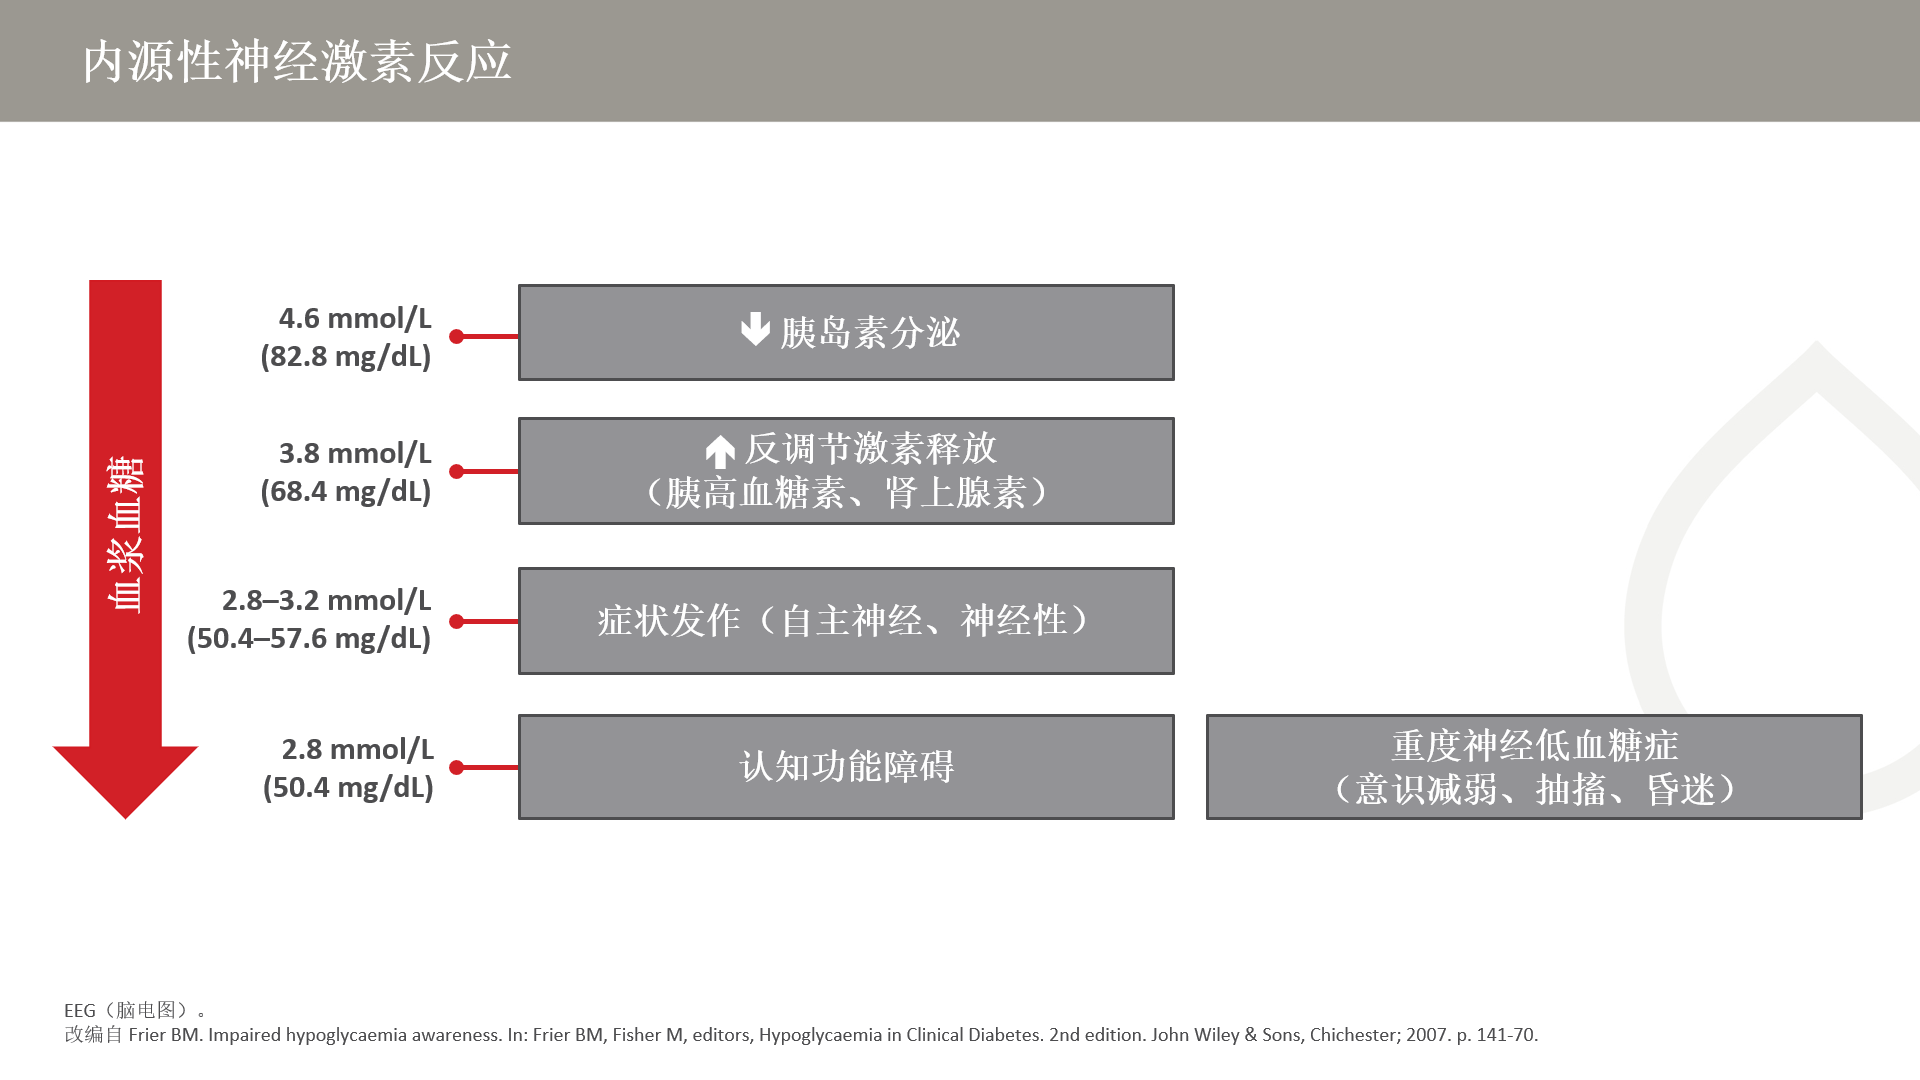 内源性神经激素反应
血浆血糖
4.6 mmol/L
(82.8 mg/dL)
胰岛素分泌
3.8 mmol/L
(68.4 mg/dL)
反调节激素释放
（胰高血糖素、肾上腺素）
2.8–3.2 mmol/L
(50.4–57.6 mg/dL)
症状发作（自主神经、神经性）
2.8 mmol/L
(50.4 mg/dL)
认知功能障碍
重度神经低血糖症
（意识减弱、抽搐、昏迷）
EEG（脑电图）。
改编自 Frier BM. Impaired hypoglycaemia awareness. In: Frier BM, Fisher M, editors, Hypoglycaemia in Clinical Diabetes. 2nd edition. John Wiley & Sons, Chichester; 2007. p. 141-70.